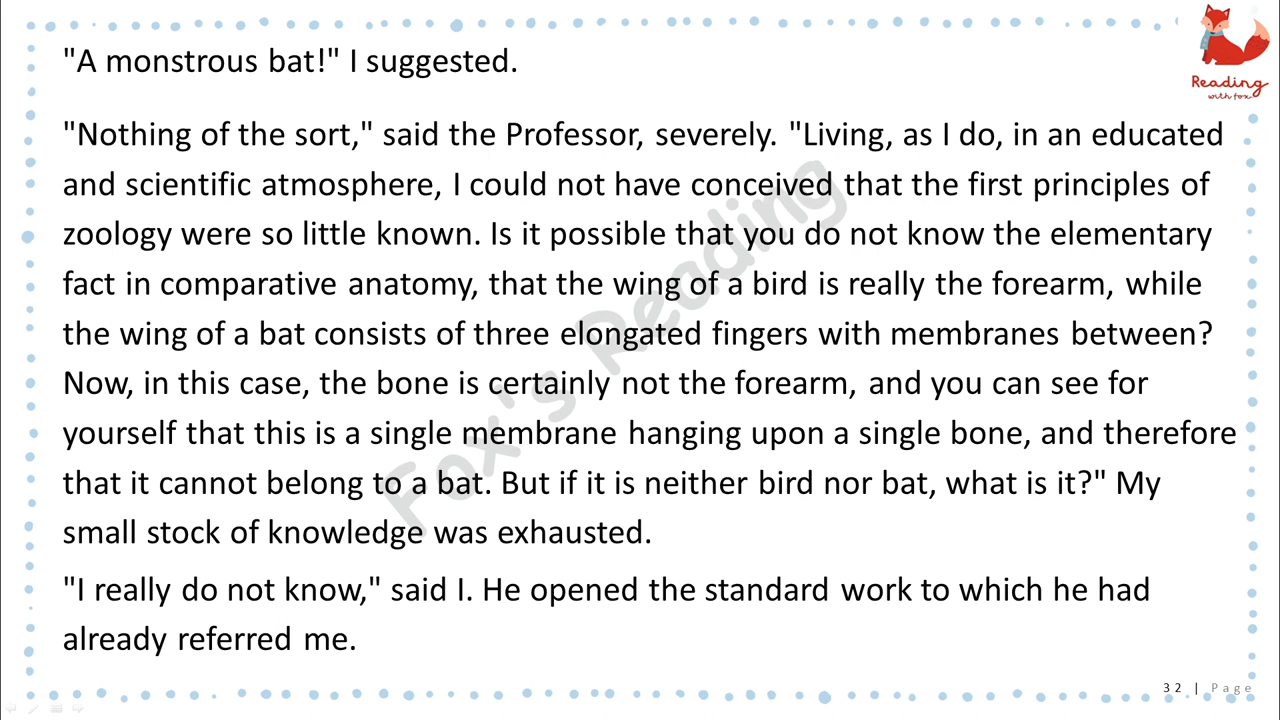 "A monstrous bat!" I suggested.
"Nothing of the sort," said the Professor, severely. "Living, as I do, in an educated
and scientific atmosphere, I could not have conceived that the first principles of
zoology were so little known. Is it possible that you do not know the elementary
fact in comparative anatomy, that the wing of a bird is really the forearm, while
the wing of a bat consists of three elongated fingers with membranes between?
Now, in this case, the bone is certainly not the forearm, and you can see for
yourself that this is a single membrane hanging upon a single bone, and therefore
that it cannot belong to a bat. But if it is neither bird nor bat, what is it?" My
small stock of knowledge was exhausted.
"I really do not know," said I. He opened the standard work to which he had
already referred me.
Reading
with fox
Fox's Reading
32 | Page